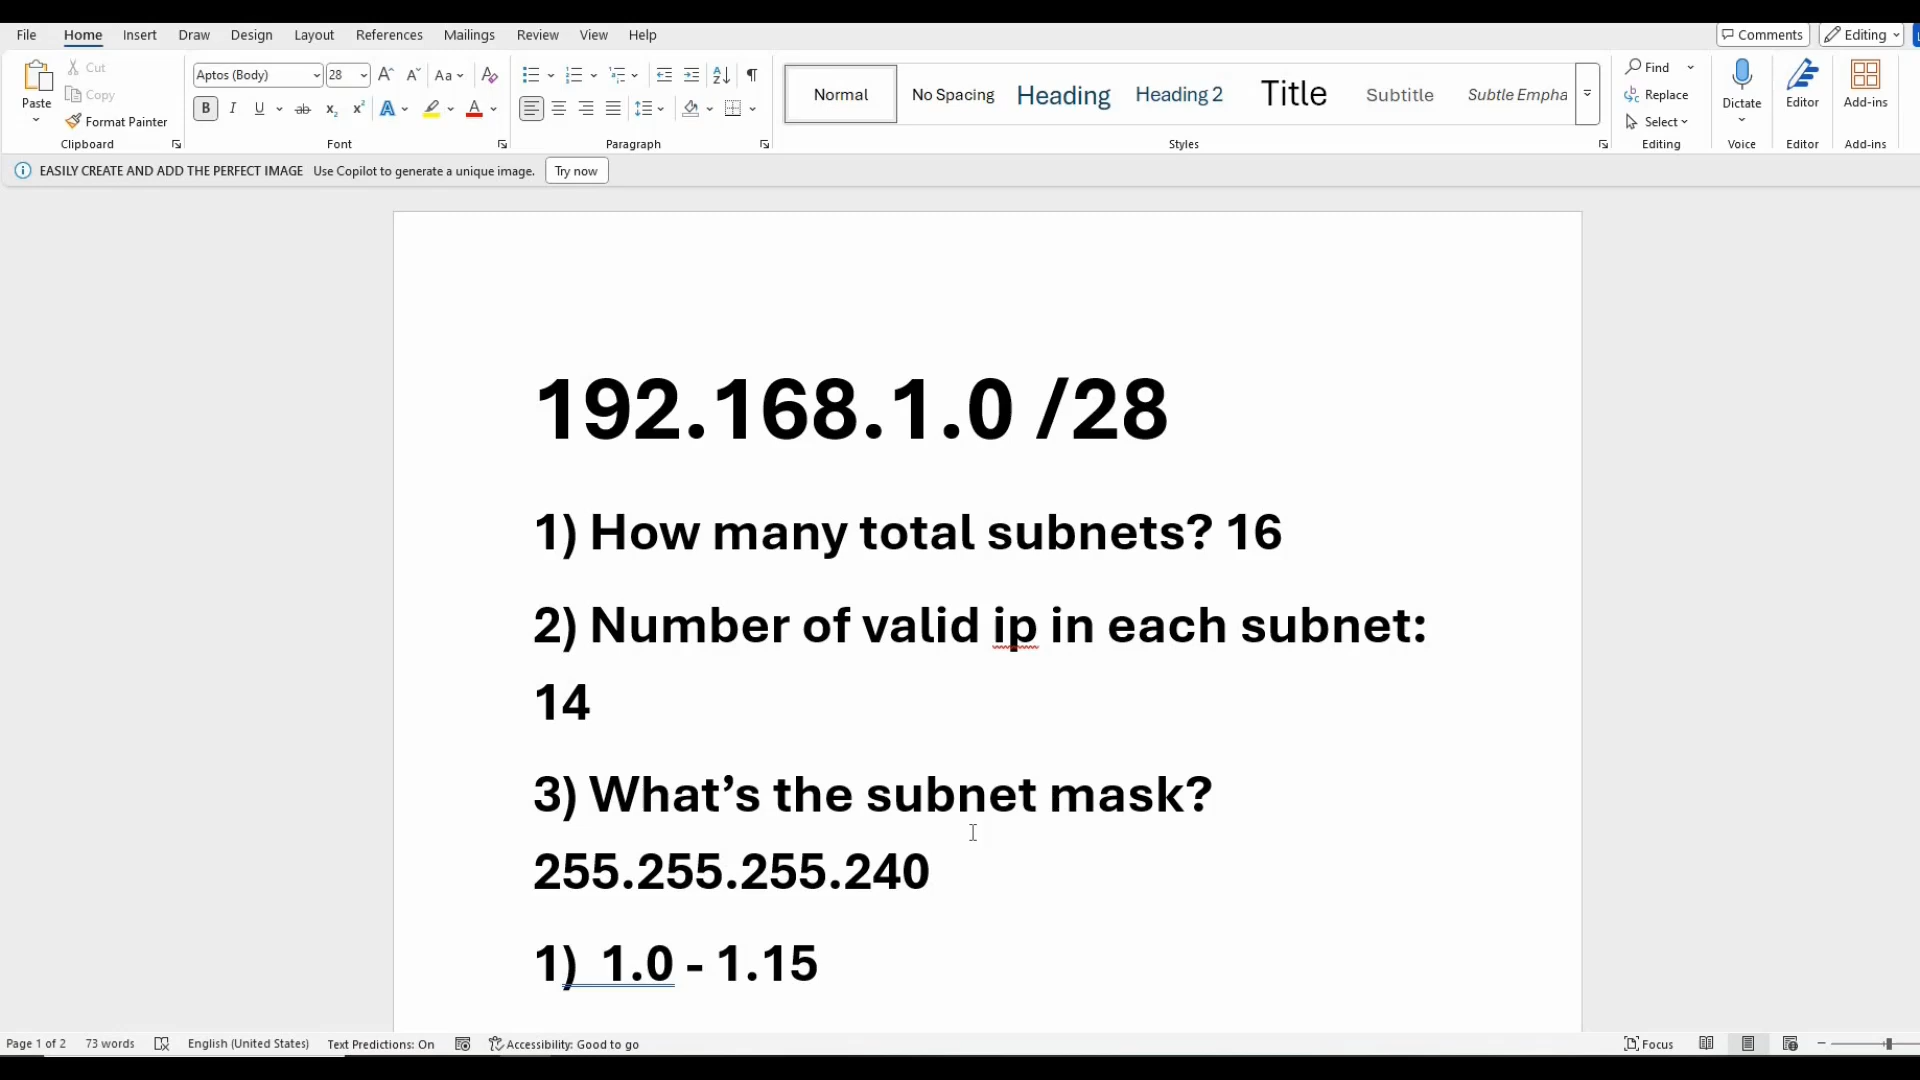 File Home Insert Draw Design Layout References Mailings Review View Help Comments Editing
Paste Cut Copy Format Painter Clipboard
Aptos (Body) 28 Font
Paragraph
Normal No Spacing Heading Heading 2 Title Subtitle Subtle Empha Styles
Find Replace Select Editing
Dictate Voice
Editor Editor
Add-ins Add-ins
EASILY CREATE AND ADD THE PERFECT IMAGE Use Copilot to generate a unique image. Try now
192.168.1.0 /28
1) How many total subnets? 16
2) Number of valid ip in each subnet:
14
3) What’s the subnet mask?
255.255.255.240
1) 1.0 - 1.15
Page 1 of 2 73 words English (United States) Text Predictions: On Accessibility: Good to go Focus